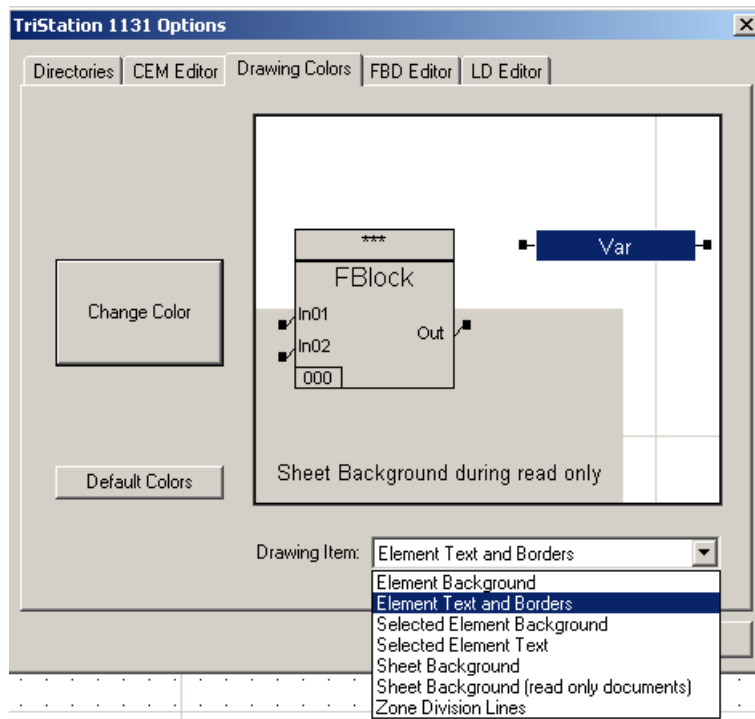 TriStation 1131 Options
Directories CEM Editor Drawing Colors FBD Editor LD Editor
***
Var
FBlock
Change Color
In01
Out
In02
000
Sheet Background during read only
Default Colors
Drawing Item: Element Text and Borders
Element Background
Element Text and Borders
Selected Element Background
Selected Element Text
Sheet Background
Sheet Background (read only documents)
Zone Division Lines